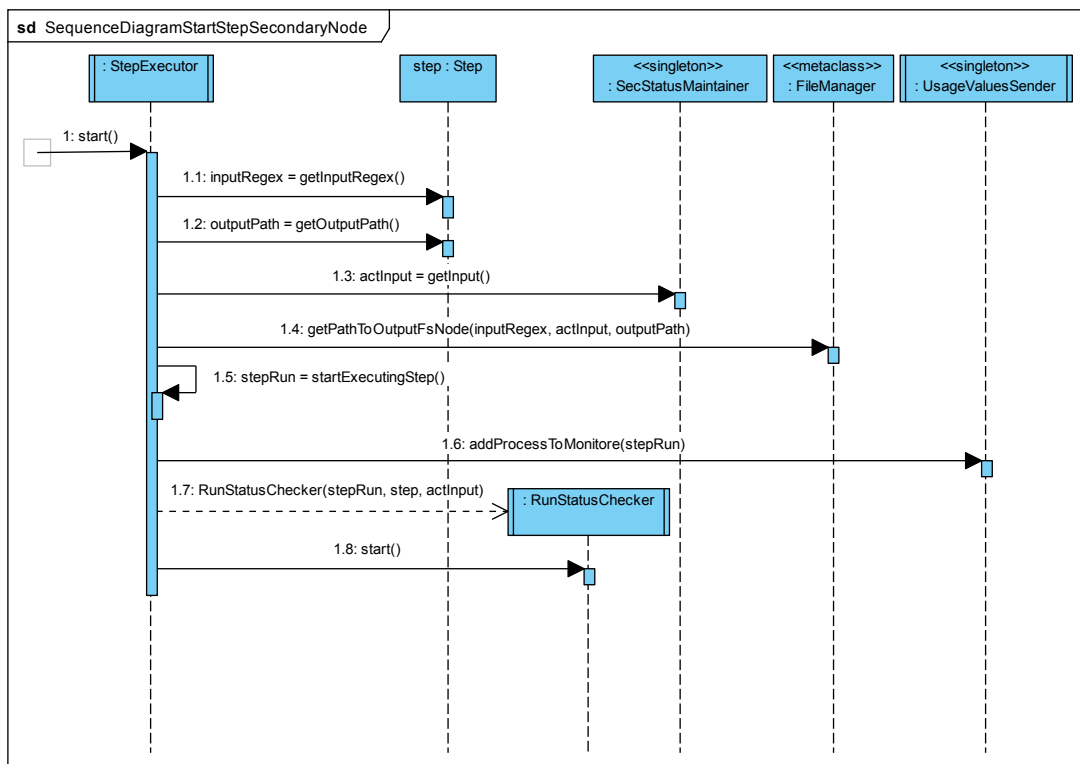 sd SequenceDiagramStartStepSecondaryNode
: StepExecutor
step : Step
<<singleton>>
: SecStatusMaintainer
<<metaclass>>
: FileManager
<<singleton>>
: UsageValuesSender
1: start()
1.1: inputRegex = getInputRegex()
1.2: outputPath = getOutputPath()
1.3: actInput = getInput()
1.4: getPathToOutputFsNode(inputRegex, actInput, outputPath)
1.5: stepRun = startExecutingStep()
1.6: addProcessToMonitore(stepRun)
1.7: RunStatusChecker(stepRun, step, actInput)
: RunStatusChecker
1.8: start()